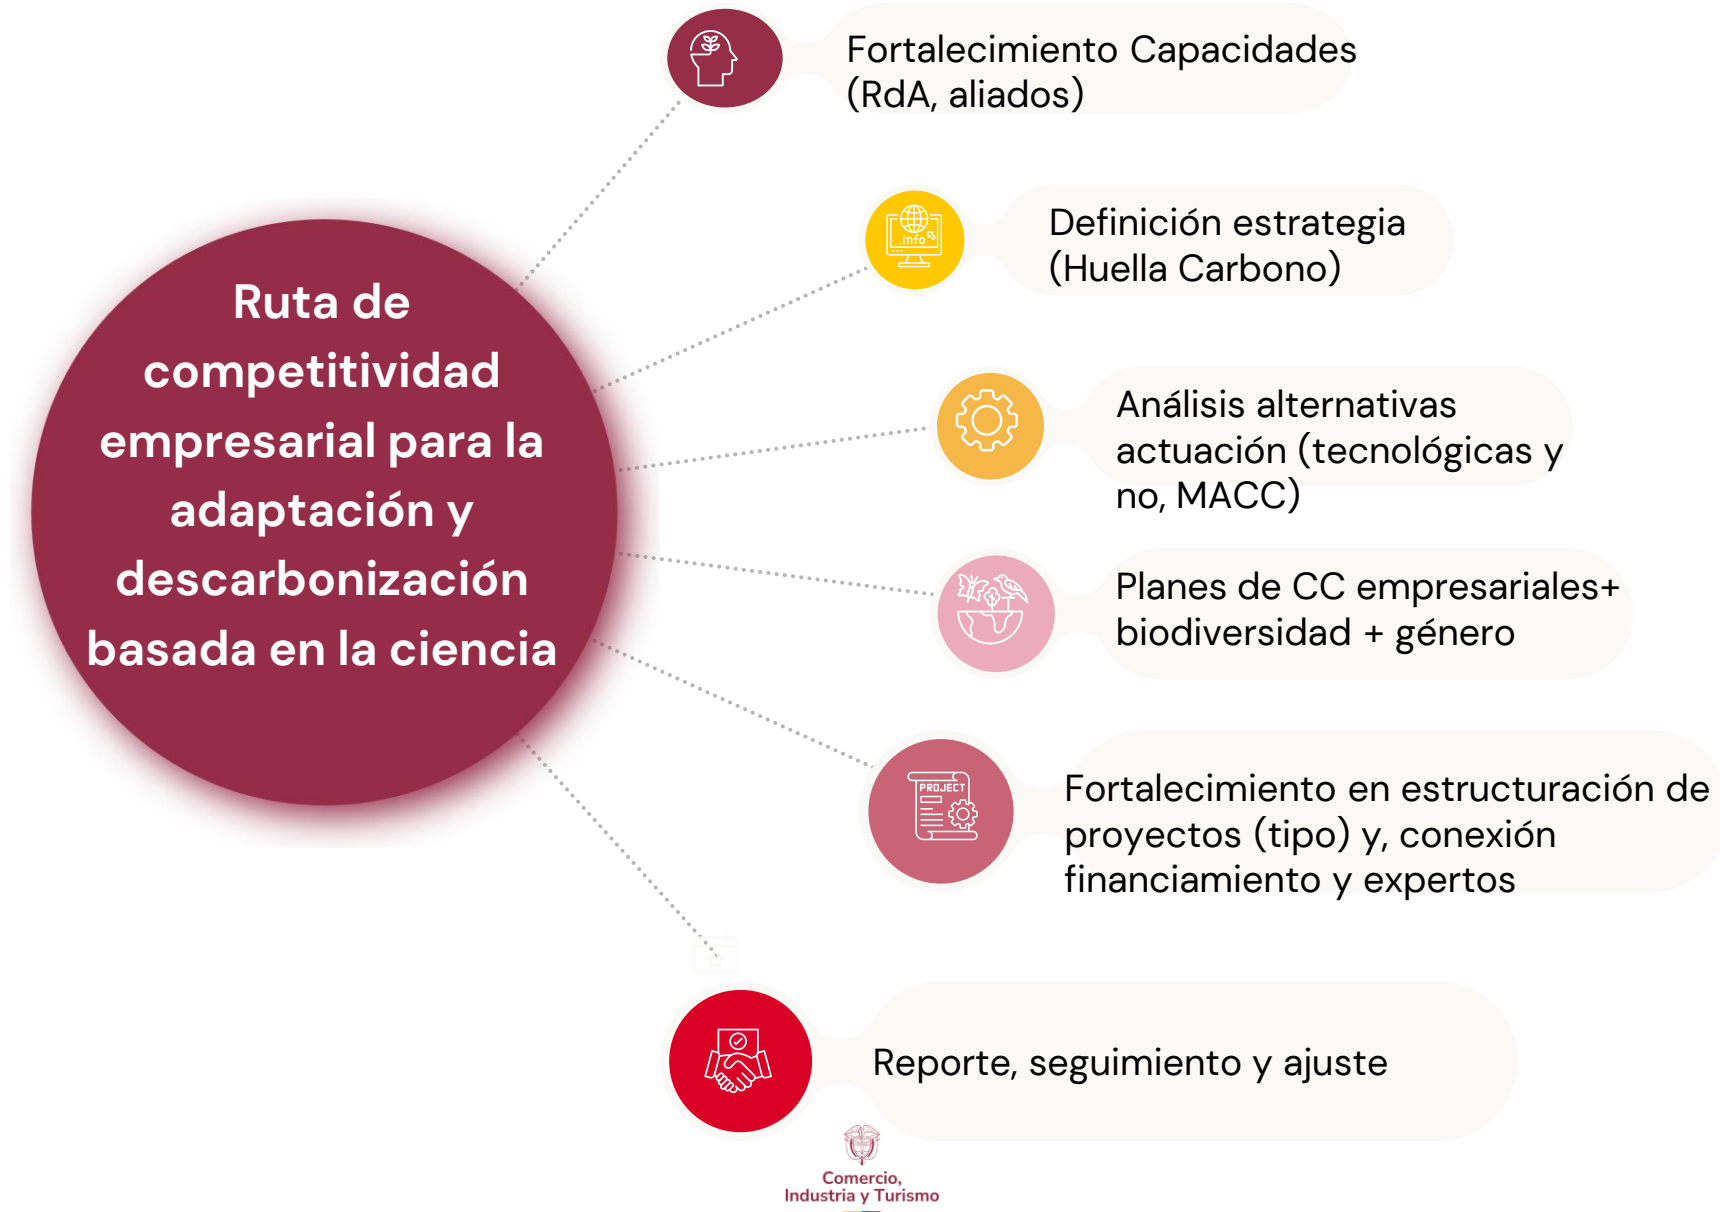 Fortalecimiento Capacidades
(RdA, aliados)
Definición estrategia
(Huella Carbono)
.info
Ruta de
competitividad
empresarial para la
adaptación y
descarbonización
basada en la ciencia
Análisis alternativas
actuación (tecnológicas y
no, MACC)
Planes de CC empresariales+
biodiversidad + género
PROJECT
Fortalecimiento en estructuración de
proyectos (tipo) y, conexión
financiamiento y expertos
Reporte, seguimiento y ajuste
Comercio,
Industria y Turismo